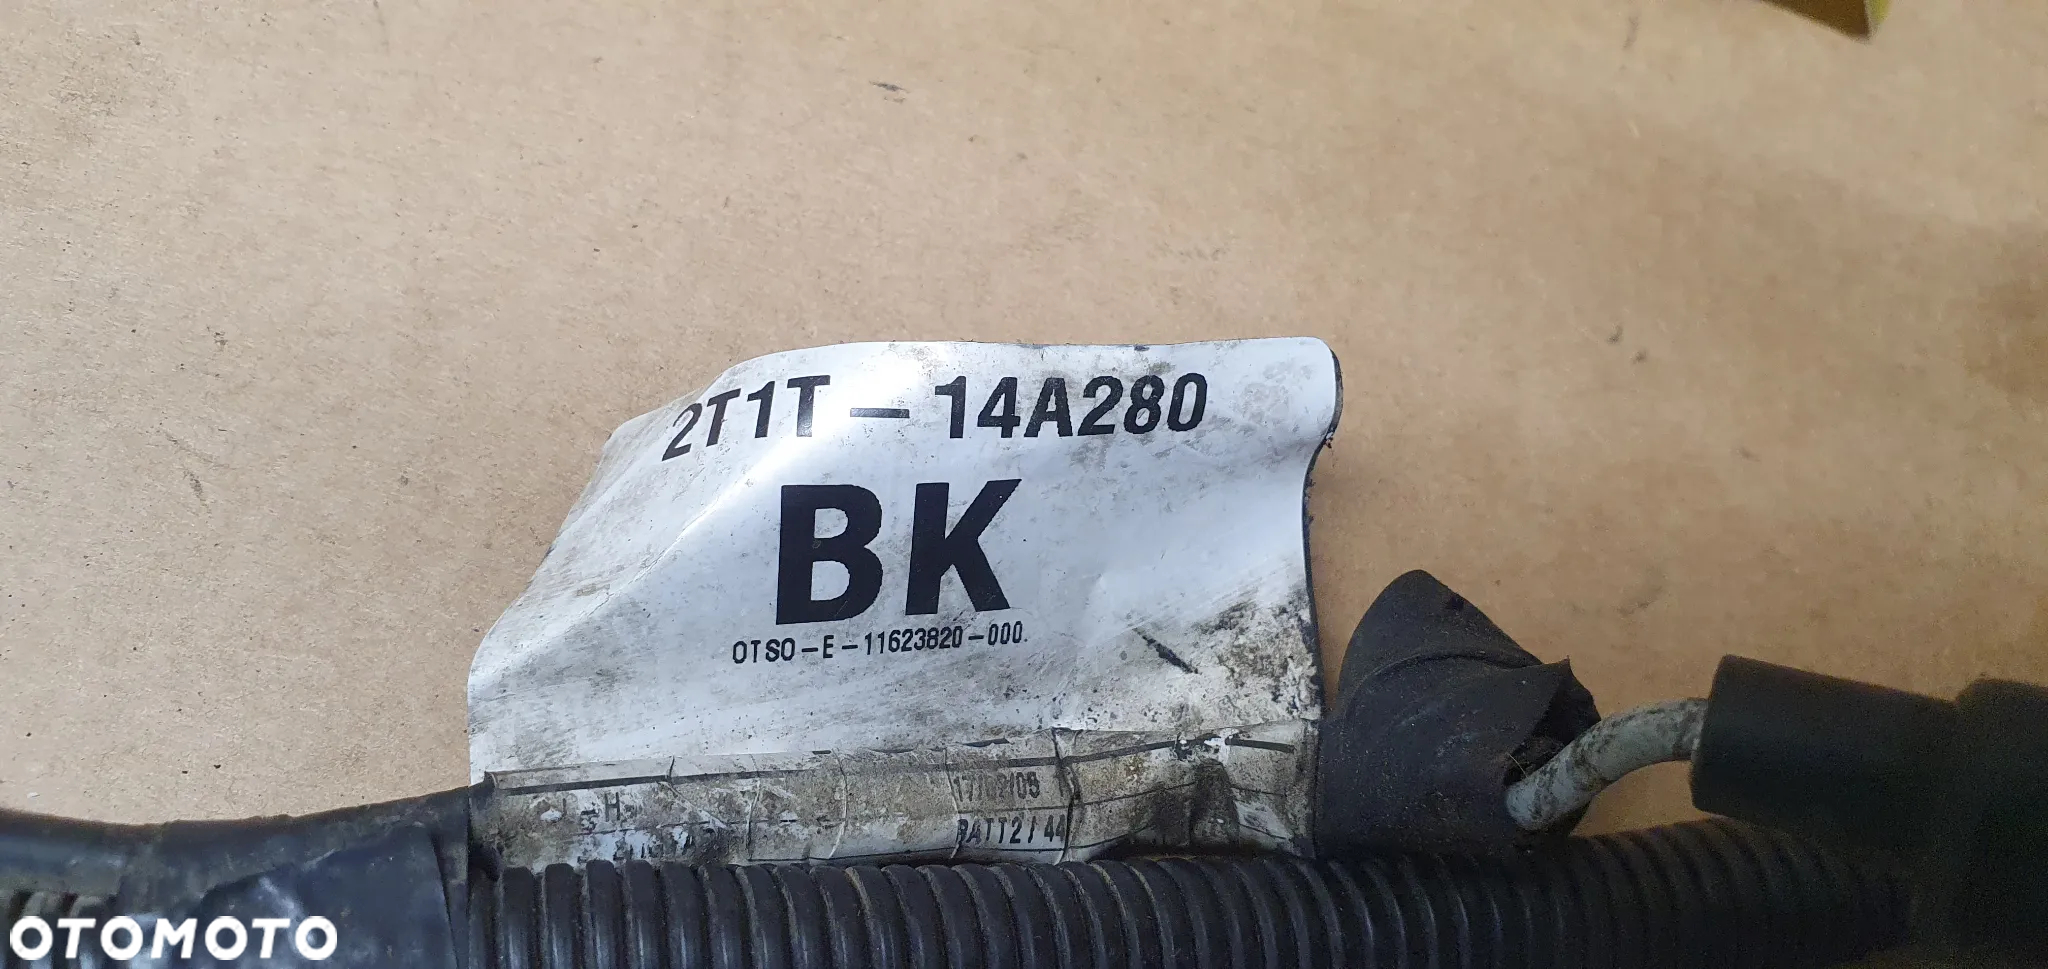 2T1T-14A280
BK
OTSO-E-11623820-000
17/02/09
BATT2/44
OTOMOTO